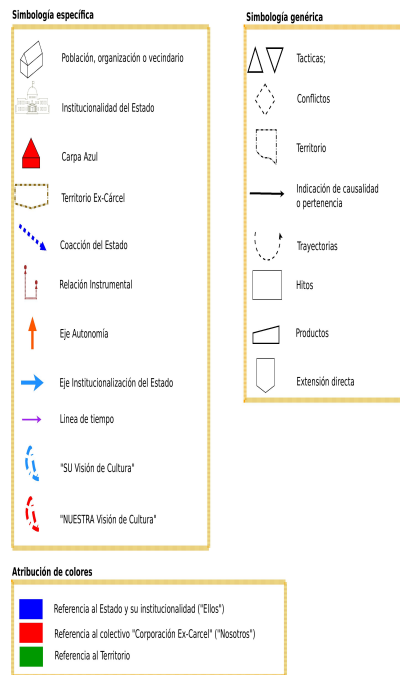 Simbología específica
Población, organización o vecindario
Institucionalidad del Estado
Carpa Azul
Territorio Ex-Cárcel
Coacción del Estado
Relación Instrumental
Eje Autonomía
Eje Institucionalización del Estado
Linea de tiempo
"SU Visión de Cultura"
"NUESTRA Visión de Cultura"
Simbología genérica
Tacticas;
Conflictos
Territorio
Indicación de causalidad
o pertenencia
Trayectorias
Hitos
Productos
Extensión directa
Atribución de colores
Referencia al Estado y su institucionalidad ("Ellos")
Referencia al colectivo "Corporación Ex-Carcel" ("Nosotros")
Referencia al Territorio